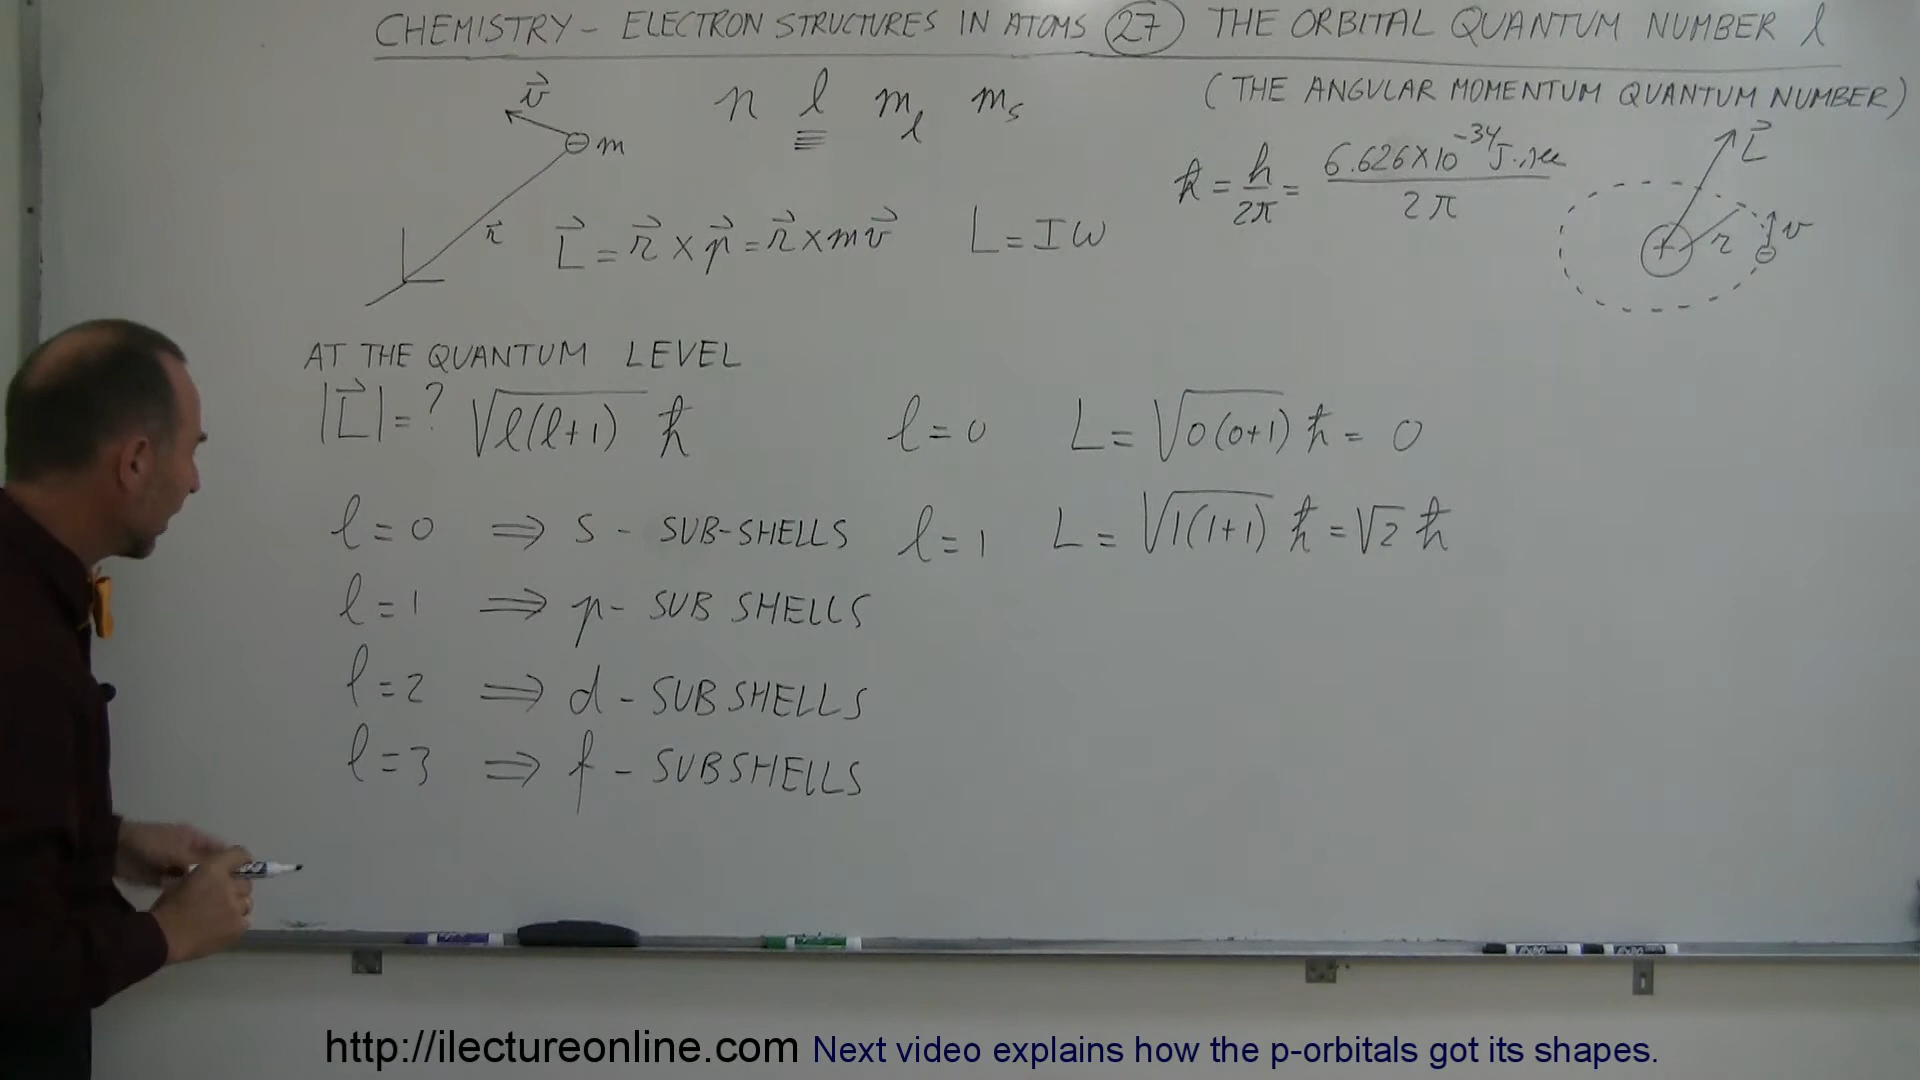 CHEMISTRY - ELECTRON STRUCTURES IN ATOMS 27 THE ORBITAL QUANTUM NUMBER l
(THE ANGULAR MOMENTUM QUANTUM NUMBER)
n l m_l m_s
v⃗
m
r⃗
L⃗ = r⃗ × p⃗ = r⃗ × mv⃗ L = Iω
ħ = h/2π = 6.626×10^-34 J·sec / 2π
L⃗
+ r v
AT THE QUANTUM LEVEL
|L⃗| = ? √l(l+1) ħ
l = 0 L = √0(0+1) ħ = 0
l = 0 ⇒ s - SUB-SHELLS
l = 1 L = √1(1+1) ħ = √2 ħ
l = 1 ⇒ p - SUB SHELLS
l = 2 ⇒ d - SUB SHELLS
l = 3 ⇒ f - SUBSHELLS
http://ilectureonline.com Next video explains how the p-orbitals got its shapes.